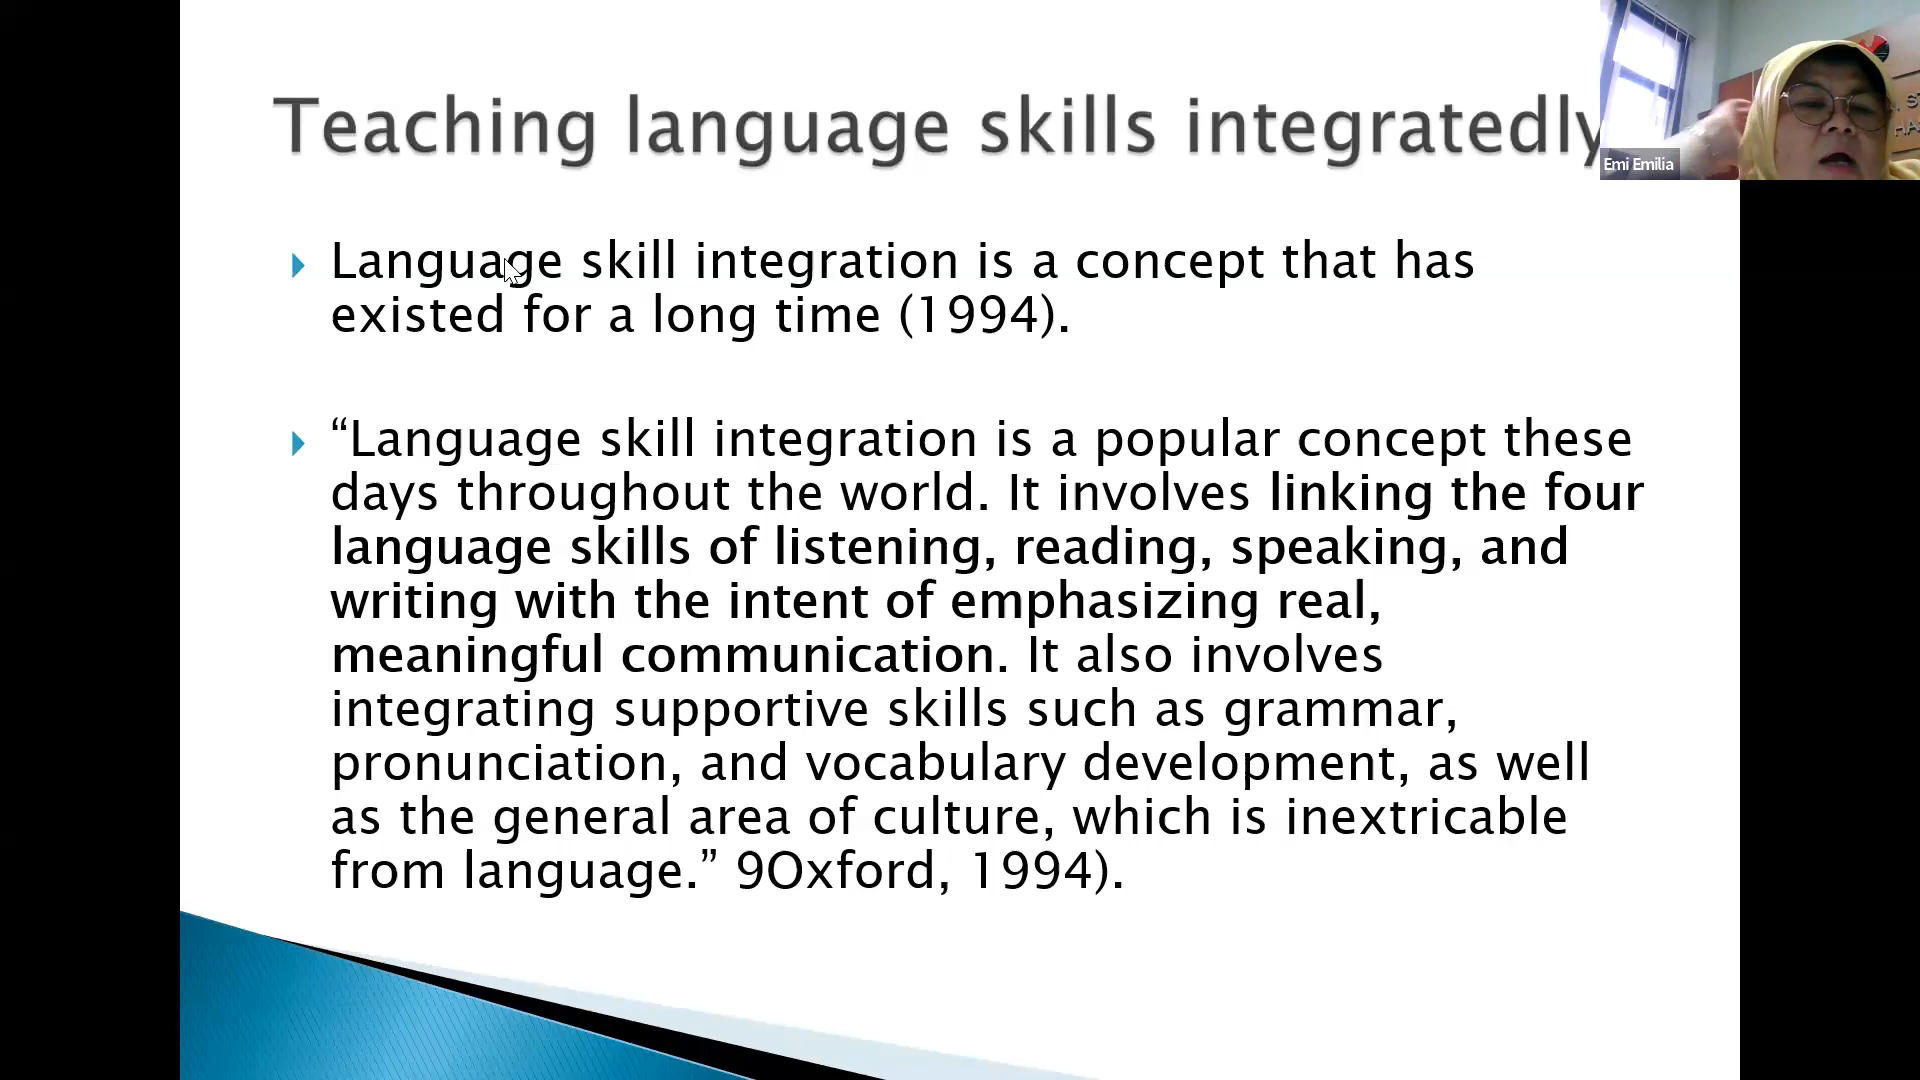 Teaching language skills integratedly
Emi Emilia
Language skill integration is a concept that has
existed for a long time (1994).
“Language skill integration is a popular concept these
days throughout the world. It involves linking the four
language skills of listening, reading, speaking, and
writing with the intent of emphasizing real,
meaningful communication. It also involves
integrating supportive skills such as grammar,
pronunciation, and vocabulary development, as well
as the general area of culture, which is inextricable
from language.” 9Oxford, 1994).